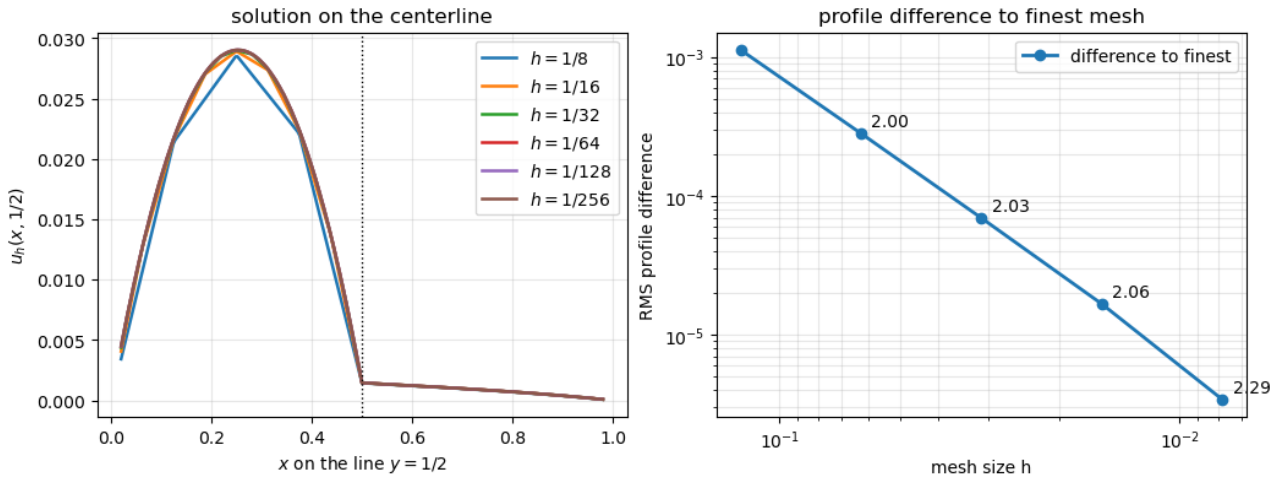 solution on the centerline
0.030
0.025
0.020
0.015
0.010
0.005
0.000
u_h(x, 1/2)
h = 1/8
h = 1/16
h = 1/32
h = 1/64
h = 1/128
h = 1/256
0.0 0.2 0.4 0.6 0.8 1.0
x on the line y = 1/2
profile difference to finest mesh
10⁻³
10⁻⁴
10⁻⁵
RMS profile difference
difference to finest
2.00
2.03
2.06
2.29
10⁻¹ 10⁻²
mesh size h